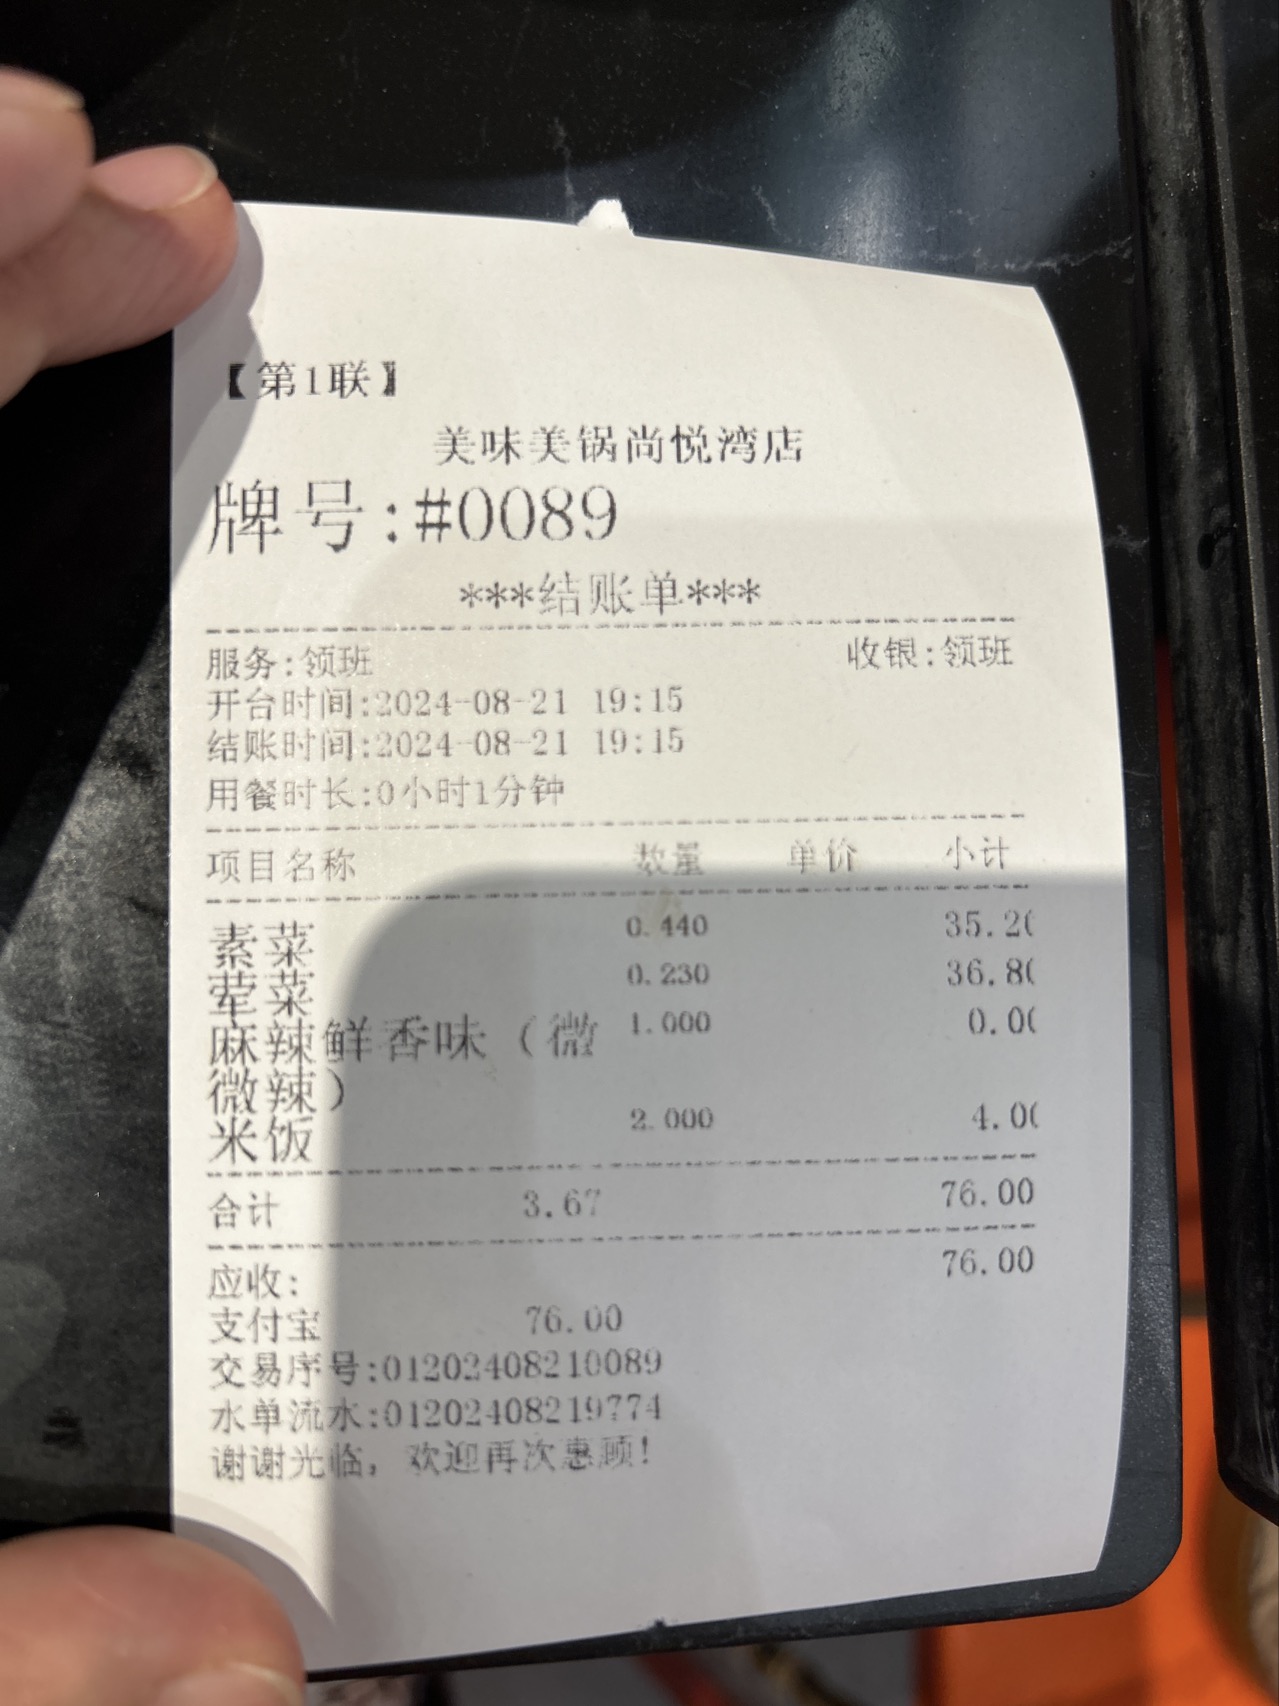 【第1联】
美味美锅尚悦湾店
牌号:#0089
***结账单***
服务:领班 收银:领班
开台时间:2024-08-21 19:15
结账时间:2024-08-21 19:15
用餐时长:0小时1分钟
项目名称 数量 单价 小计
素菜 0.440 35.20
荤菜 0.230 36.80
麻辣鲜香味（微 1.000 0.00
微辣）
米饭 2.000 4.00
合计 3.67 76.00
应收: 76.00
支付宝 76.00
交易序号:01202408210089
水单流水:01202408219774
谢谢光临，欢迎再次惠顾!